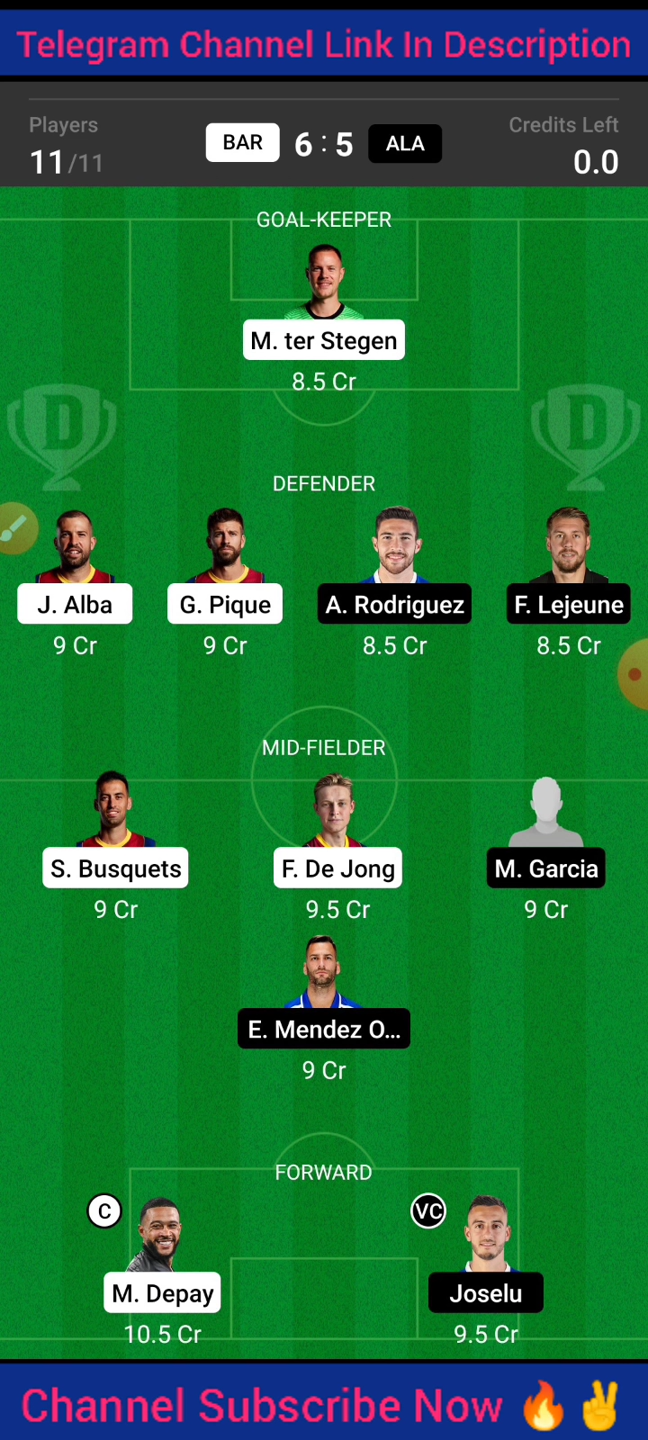 Telegram Channel Link In Description
Players
11/11
BAR 6 : 5 ALA
Credits Left
0.0
GOAL-KEEPER
M. ter Stegen
8.5 Cr
D D
DEFENDER
J. Alba G. Pique A. Rodriguez F. Lejeune
9 Cr 9 Cr 8.5 Cr 8.5 Cr
MID-FIELDER
S. Busquets F. De Jong M. Garcia
9 Cr 9.5 Cr 9 Cr
E. Mendez O...
9 Cr
FORWARD
C VC
M. Depay Joselu
10.5 Cr 9.5 Cr
Channel Subscribe Now 🔥✌️